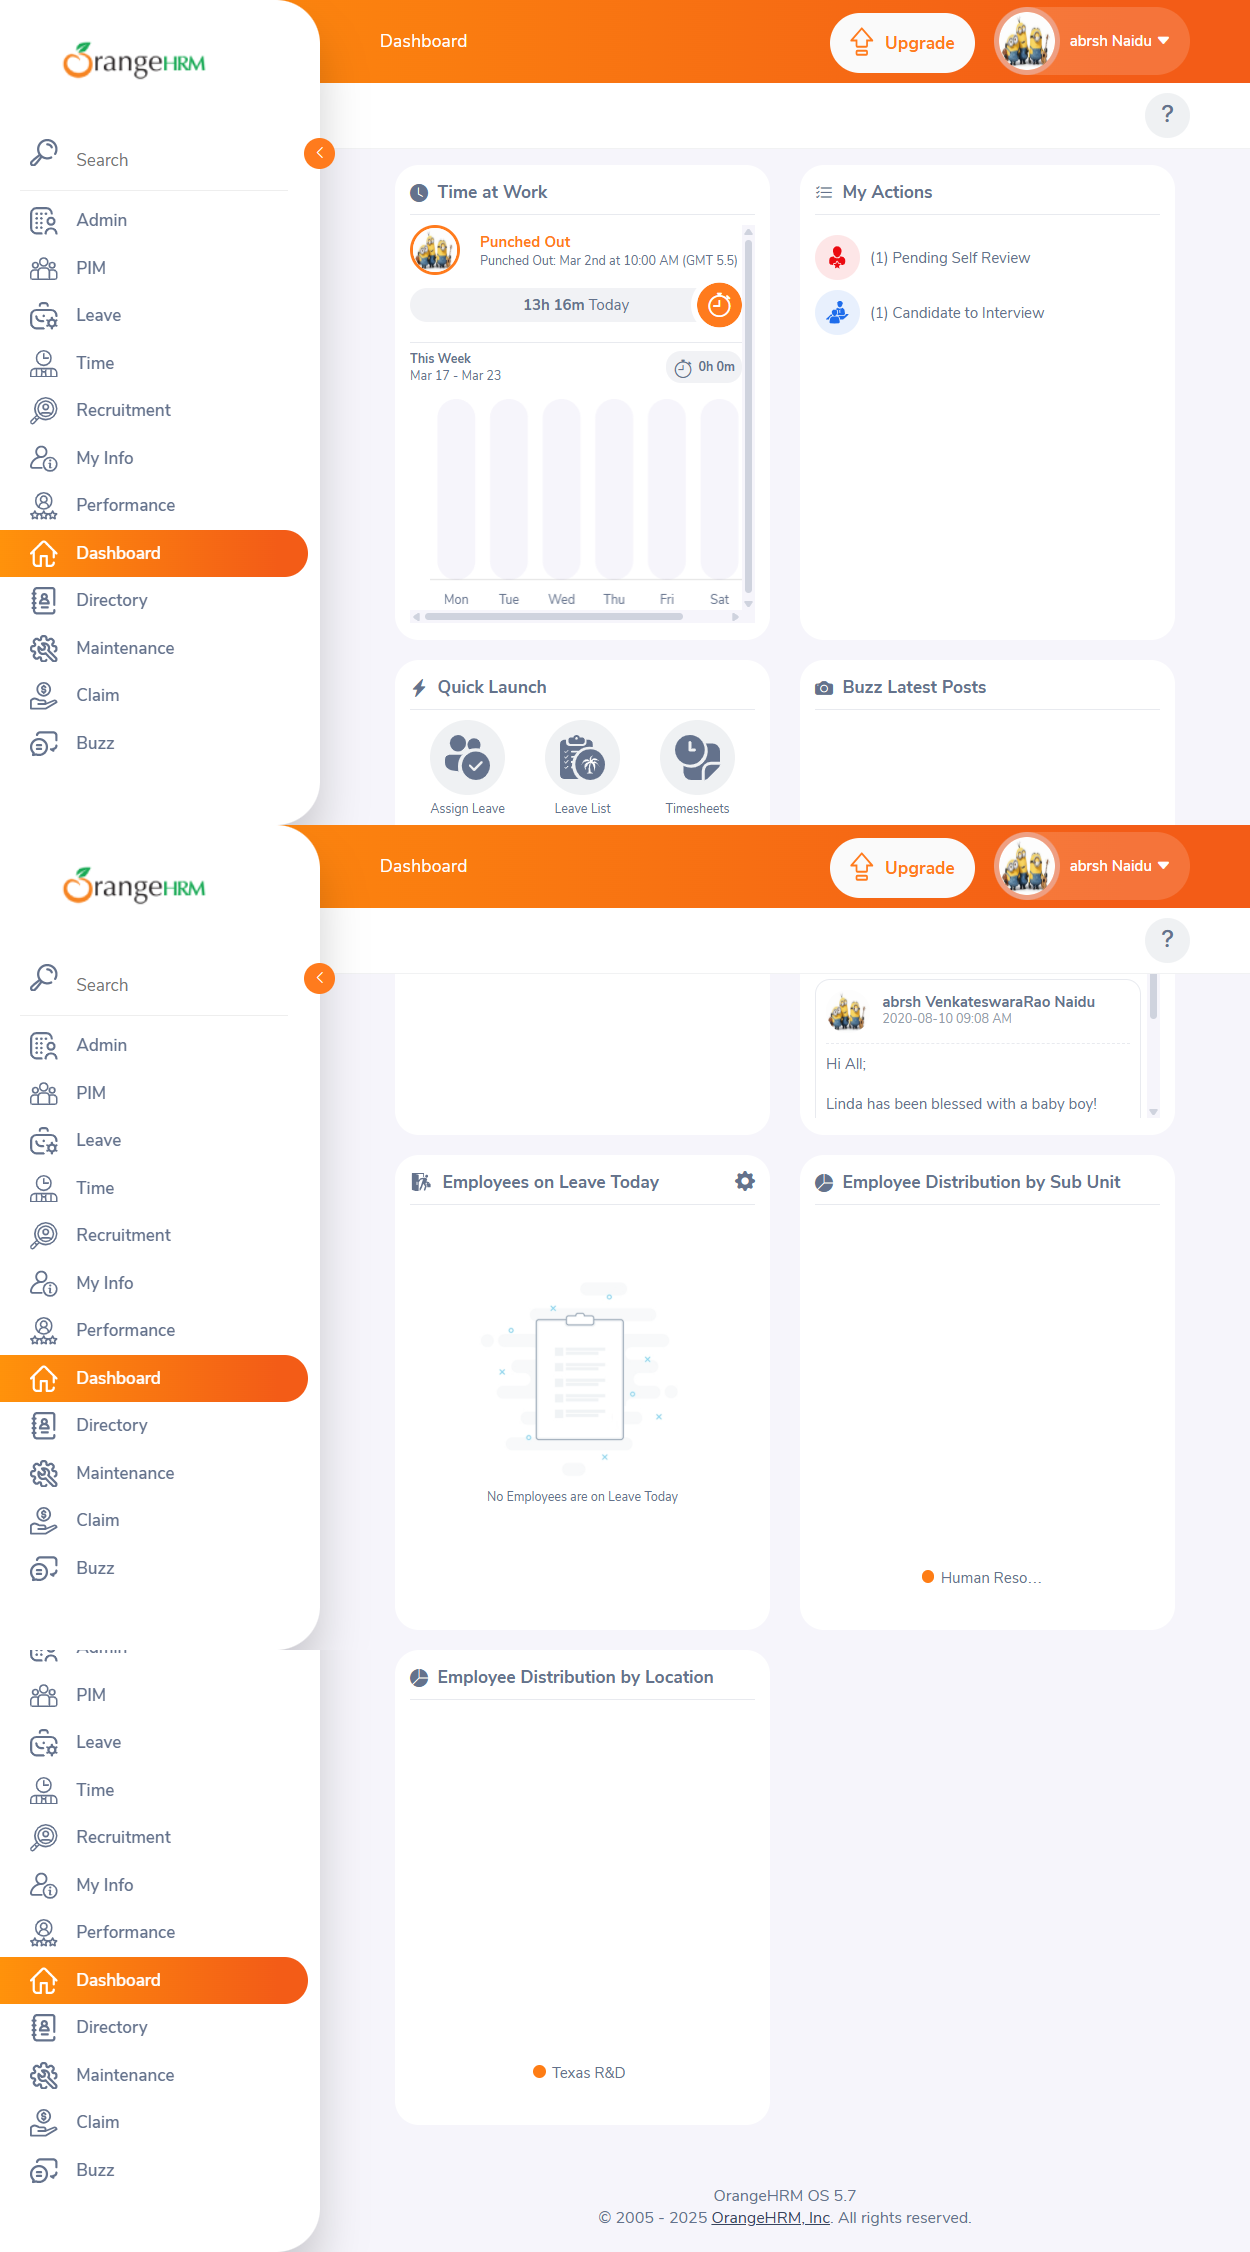 OrangeHRM
Dashboard
Upgrade
abrsh Naidu
?
Search
Admin
PIM
Leave
Time
Recruitment
My Info
Performance
Dashboard
Directory
Maintenance
Claim
Buzz
Time at Work
Punched Out
Punched Out: Mar 2nd at 10:00 AM (GMT 5.5)
13h 16m Today
This Week
Mar 17 - Mar 23
0h 0m
Mon Tue Wed Thu Fri Sat
My Actions
(1) Pending Self Review
(1) Candidate to Interview
Quick Launch
Assign Leave
Leave List
Timesheets
Buzz Latest Posts
OrangeHRM
Dashboard
Upgrade
abrsh Naidu
?
Search
Admin
PIM
Leave
Time
Recruitment
My Info
Performance
Dashboard
Directory
Maintenance
Claim
Buzz
abrsh VenkateswaraRao Naidu
2020-08-10 09:08 AM
Hi All;
Linda has been blessed with a baby boy!
Employees on Leave Today
No Employees are on Leave Today
Employee Distribution by Sub Unit
Human Reso...
Admin
PIM
Leave
Time
Recruitment
My Info
Performance
Dashboard
Directory
Maintenance
Claim
Buzz
Employee Distribution by Location
Texas R&D
OrangeHRM OS 5.7
© 2005 - 2025 OrangeHRM, Inc. All rights reserved.